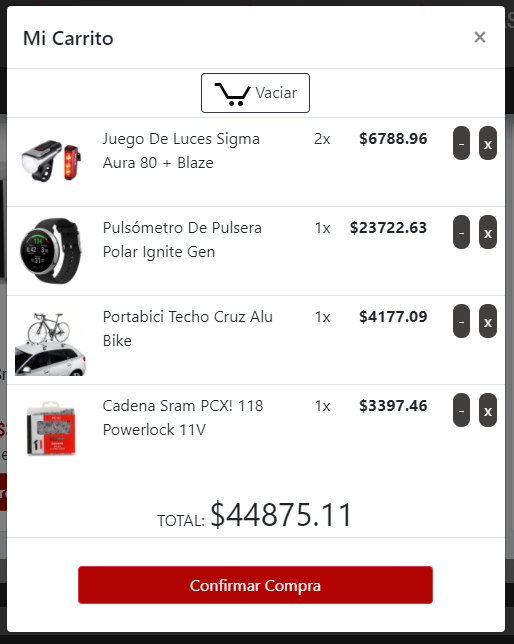 Mi Carrito
×
Vaciar
Juego De Luces Sigma
Aura 80 + Blaze
2x
$6788.96
-
x
Pulsómetro De Pulsera
Polar Ignite Gen
1x
$23722.63
-
x
Portabici Techo Cruz Alu
Bike
1x
$4177.09
-
x
Cadena Sram PCX! 118
Powerlock 11V
1x
$3397.46
-
x
TOTAL: $44875.11
Confirmar Compra